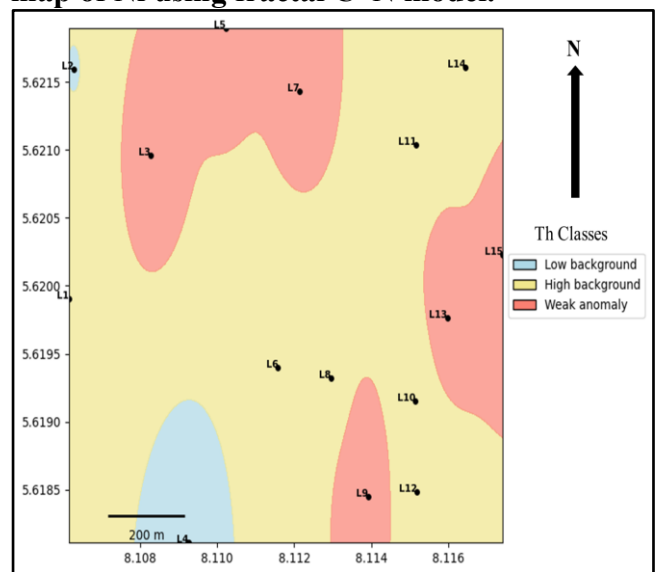 map of Ni using fractal C–N model.
L5
L2
L14
N
5.6215
L7
L11
5.6210
L3
5.6205
Th Classes
L15
Low background
5.6200
High background
L1
Weak anomaly
L13
5.6195
L6
L8
L10
5.6190
L9
L12
5.6185
200 m
L4
8.108 8.110 8.112 8.114 8.116